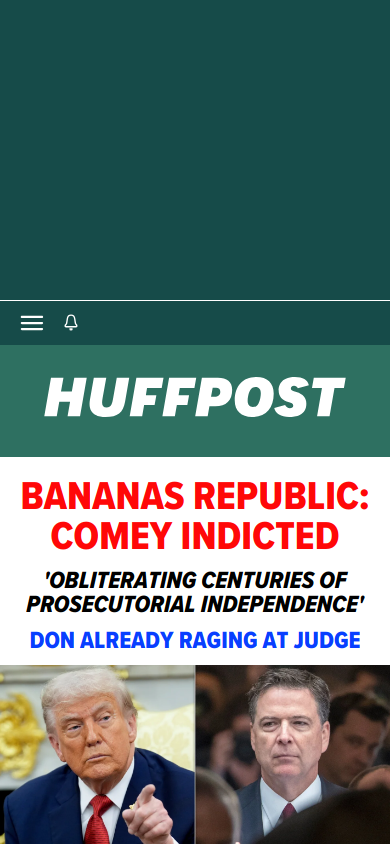 HUFFPOST
BANANAS REPUBLIC:
COMEY INDICTED
'OBLITERATING CENTURIES OF
PROSECUTORIAL INDEPENDENCE'
DON ALREADY RAGING AT JUDGE